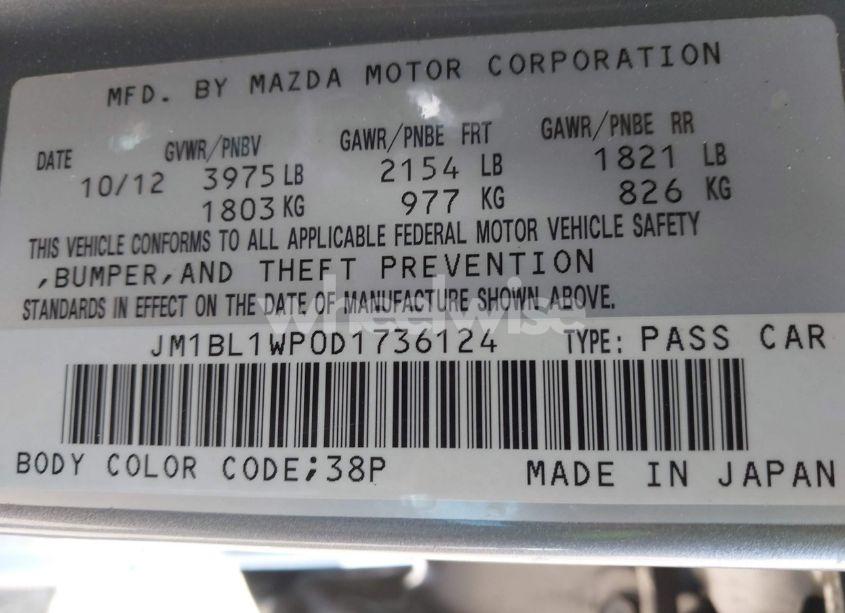 MFD. BY MAZDA MOTOR CORPORATION
DATE GVWR/PNBV GAWR/PNBE FRT GAWR/PNBE RR
10/12 3975 LB 2154 LB 1821 LB
1803 KG 977 KG 826 KG
THIS VEHICLE CONFORMS TO ALL APPLICABLE FEDERAL MOTOR VEHICLE SAFETY
,BUMPER,AND THEFT PREVENTION
STANDARDS IN EFFECT ON THE DATE OF MANUFACTURE SHOWN ABOVE.
wheelwise
JM1BL1WP0D1736124 TYPE: PASS CAR
BODY COLOR CODE;38P MADE IN JAPAN